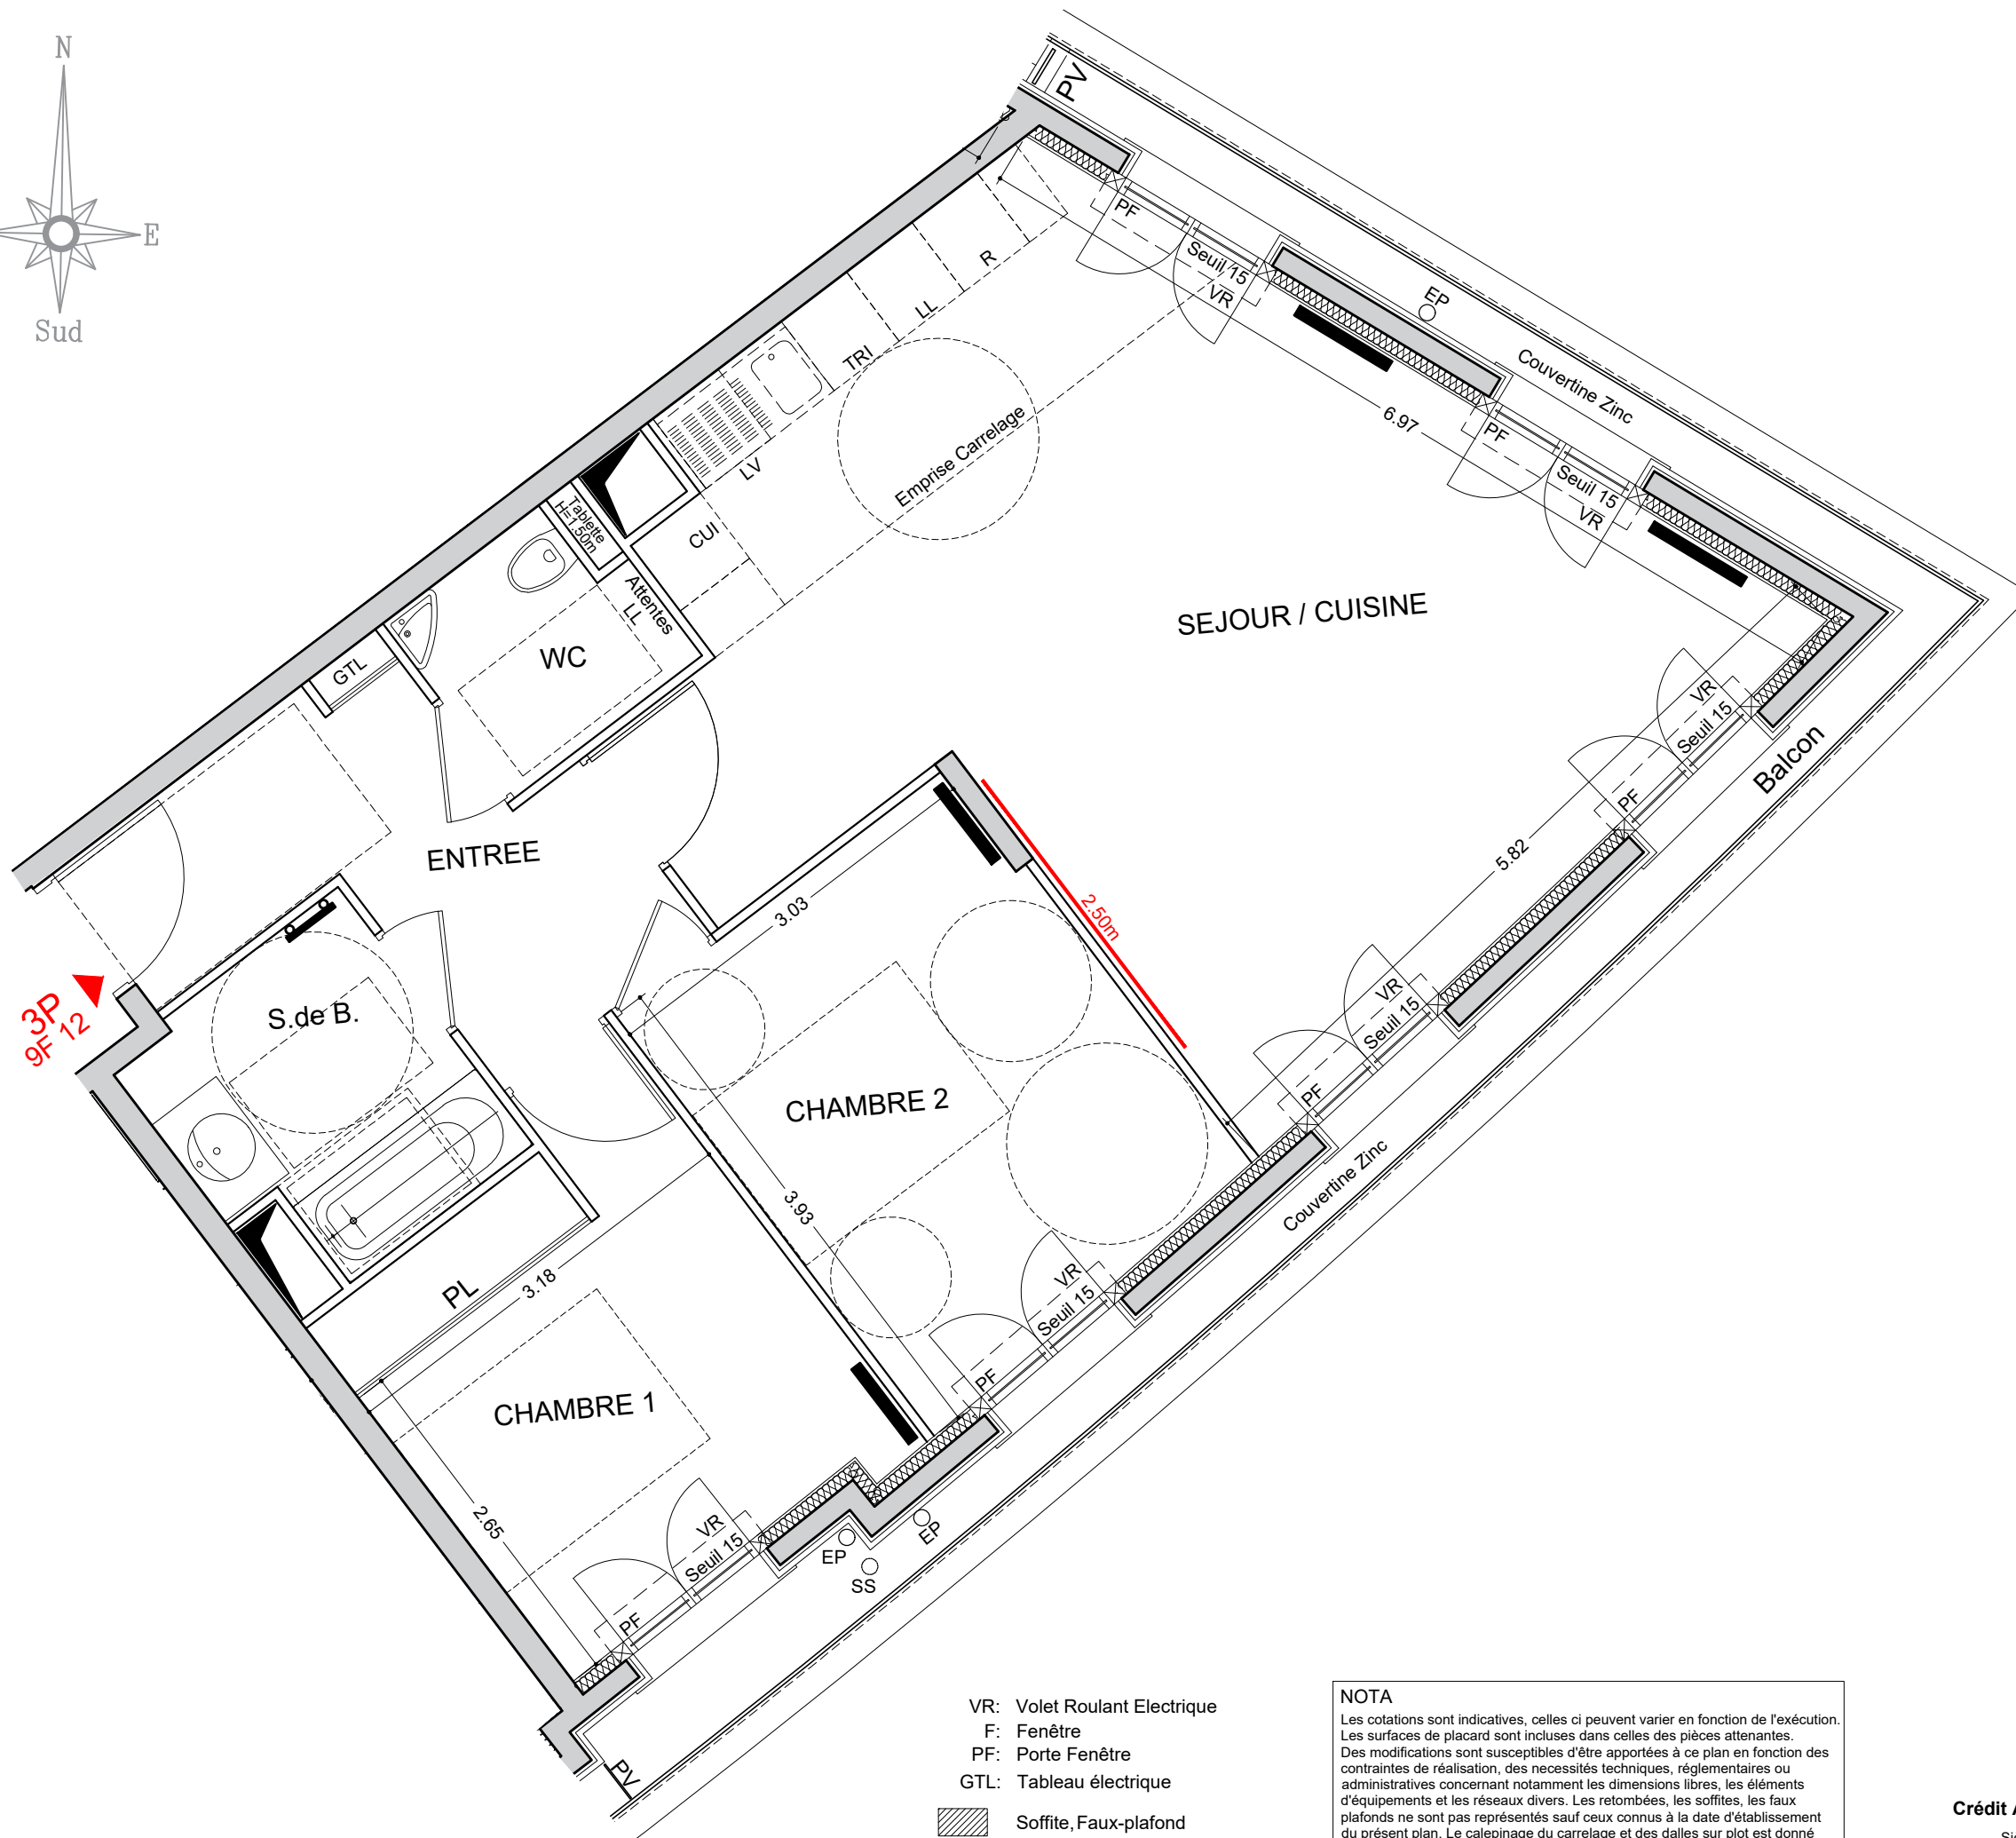 N
E
Sud
PV
PF
Seuil 15
VR
EP
Couvertine Zinc
6.97
PF
Seuil 15
VR
R
LL
TRI
LV
Emprise Carrelage
CUI
Tablette
H=1.50m
Attentes
LL
WC
GTL
SEJOUR / CUISINE
VR
Seuil 15
PF
Balcon
5.82
ENTREE
3.03
2.50m
3P
9F 12
S.de B.
CHAMBRE 2
3.93
VR
Seuil 15
PF
Couvertine Zinc
VR
Seuil 15
PF
PL
3.18
CHAMBRE 1
2.65
VR
Seuil 15
PF
EP
EP
SS
PV
VR: Volet Roulant Electrique
F: Fenêtre
PF: Porte Fenêtre
GTL: Tableau électrique
Soffite, Faux-plafond
NOTA
Les cotations sont indicatives, celles ci peuvent varier en fonction de l'exécution.
Les surfaces de placard sont incluses dans celles des pièces attenantes.
Des modifications sont susceptibles d'être apportées à ce plan en fonction des
contraintes de réalisation, des necessités techniques, réglementaires ou
administratives concernant notamment les dimensions libres, les éléments
d'équipements et les réseaux divers. Les retombées, les soffites, les faux
plafonds ne sont pas représentés sauf ceux connus à la date d'établissement
du présent plan. Le calepinage du carrelage et des dalles sur plot est donné
Crédit